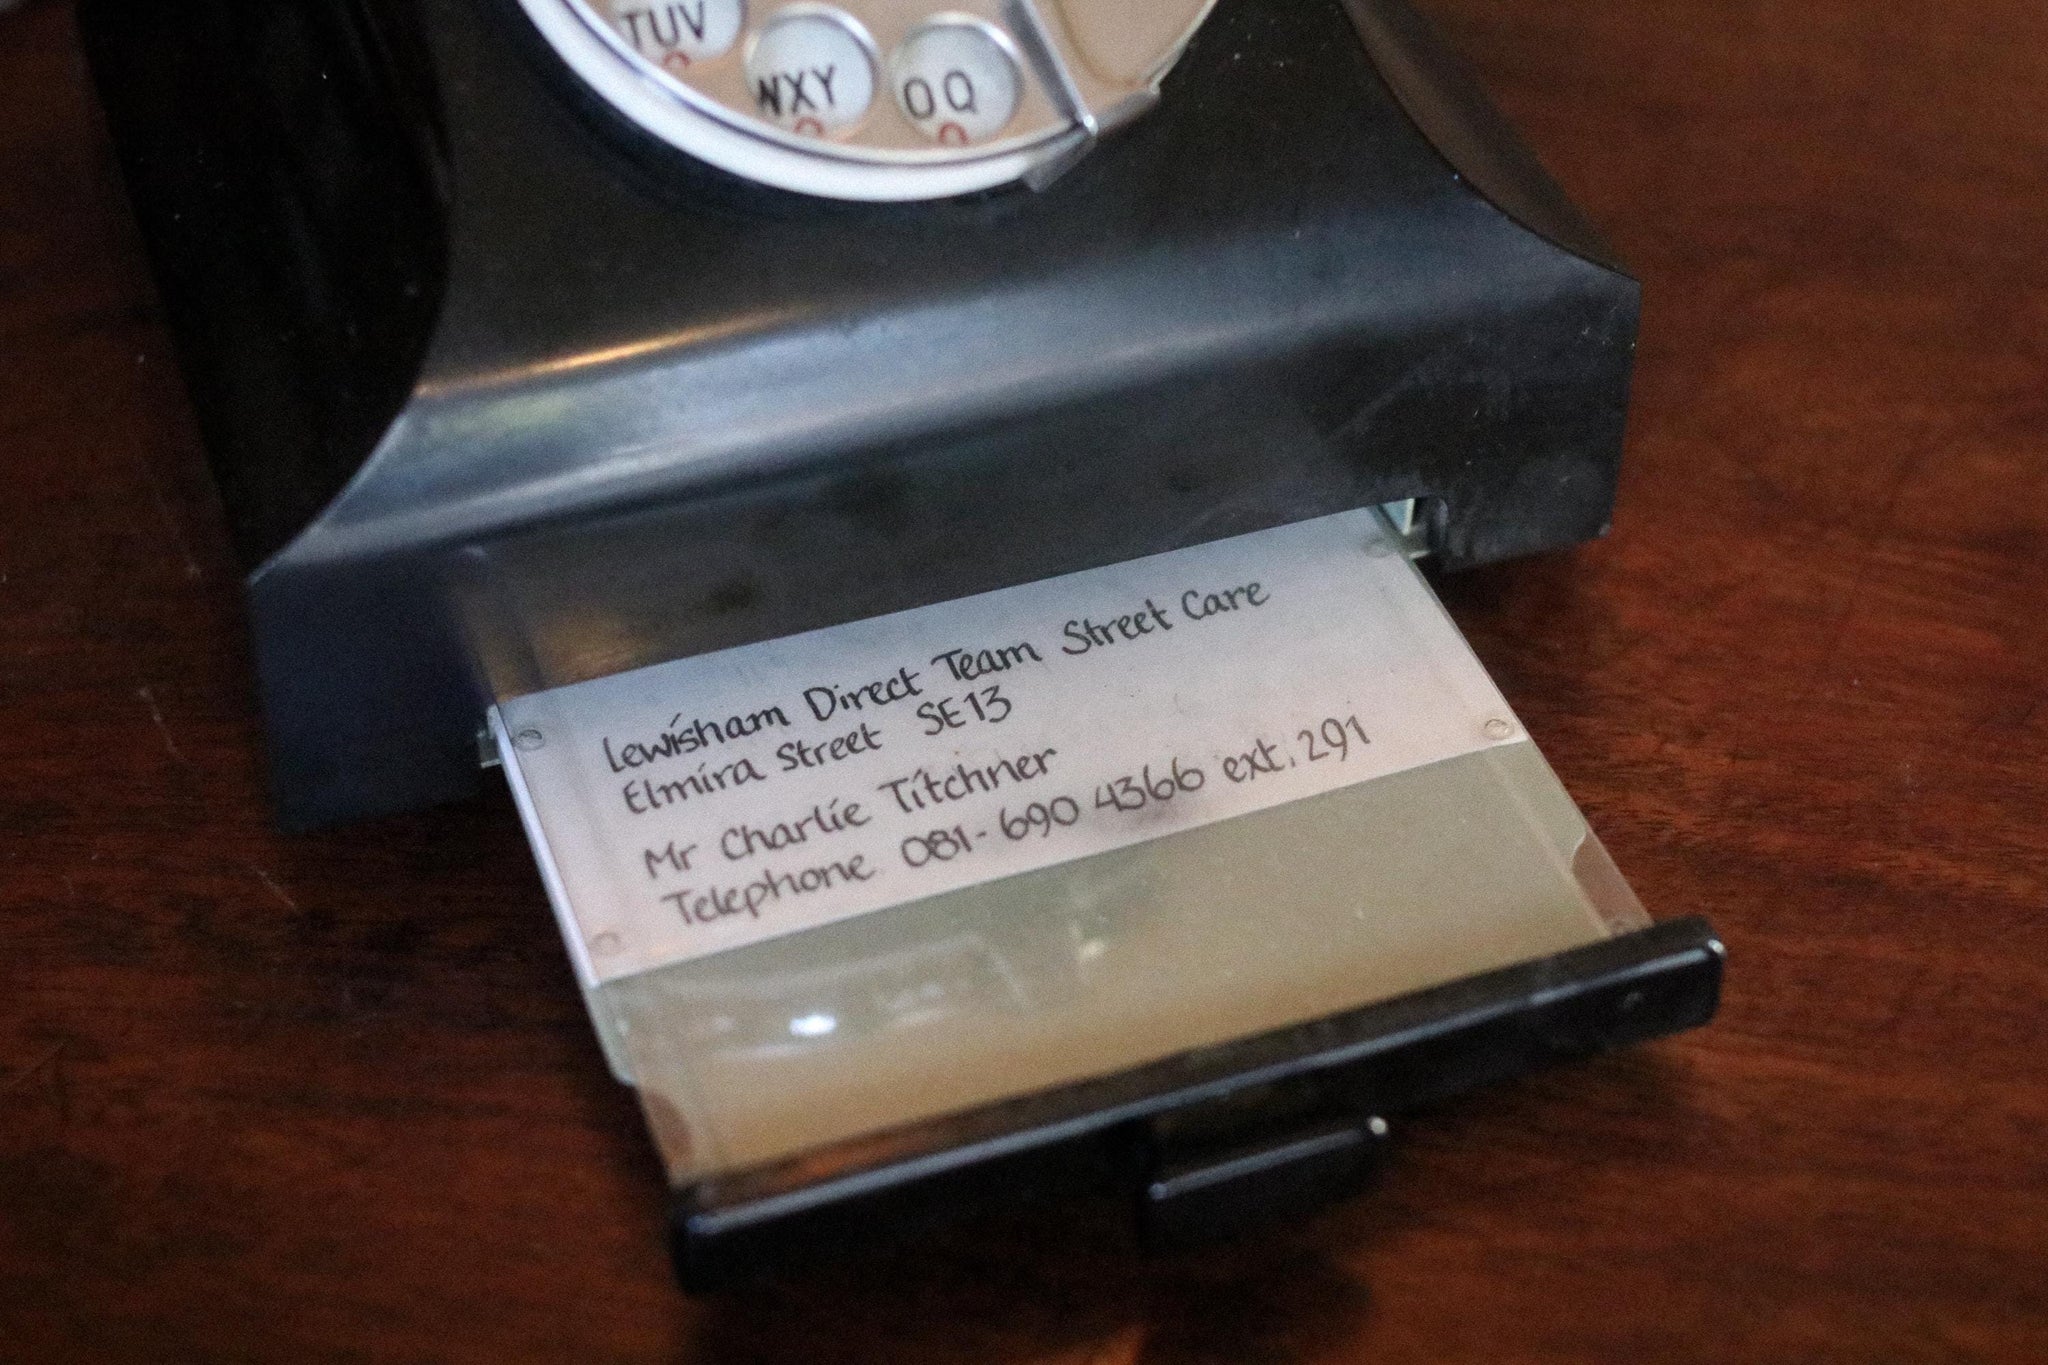 TUV
WXY
OQ
Lewisham Direct Team Street Care
Elmira Street SE13
Mr Charlie Titchner
Telephone 081-690 4366 ext. 291